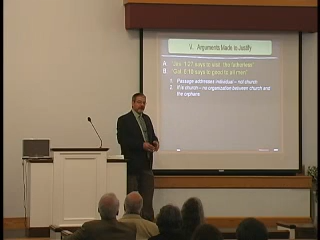 V. Arguments Made to Justify
A. "Jas. 1:27 says to visit the fatherless"
B. "Gal. 6:10 says to good to all men"
1. Passage addresses individual – not church
2. If is church – no organization between church and
the orphans